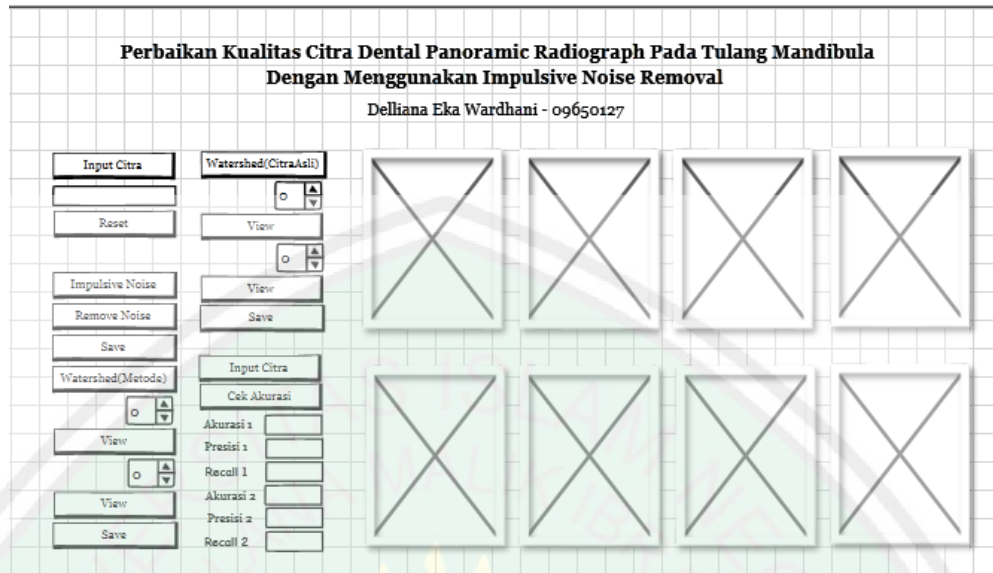 Perbaikan Kualitas Citra Dental Panoramic Radiograph Pada Tulang Mandibula
Dengan Menggunakan Impulsive Noise Removal
Delliana Eka Wardhani - 09650127
Input Citra
Reset
Impulsive Noise
Remove Noise
Save
Watershed(Metode)
0
View
0
View
Save
Watershed(CitraAsli)
0
View
0
View
Save
Input Citra
Cek Akurasi
Akurasi 1
Presisi 1
Recall 1
Akurasi 2
Presisi 2
Recall 2